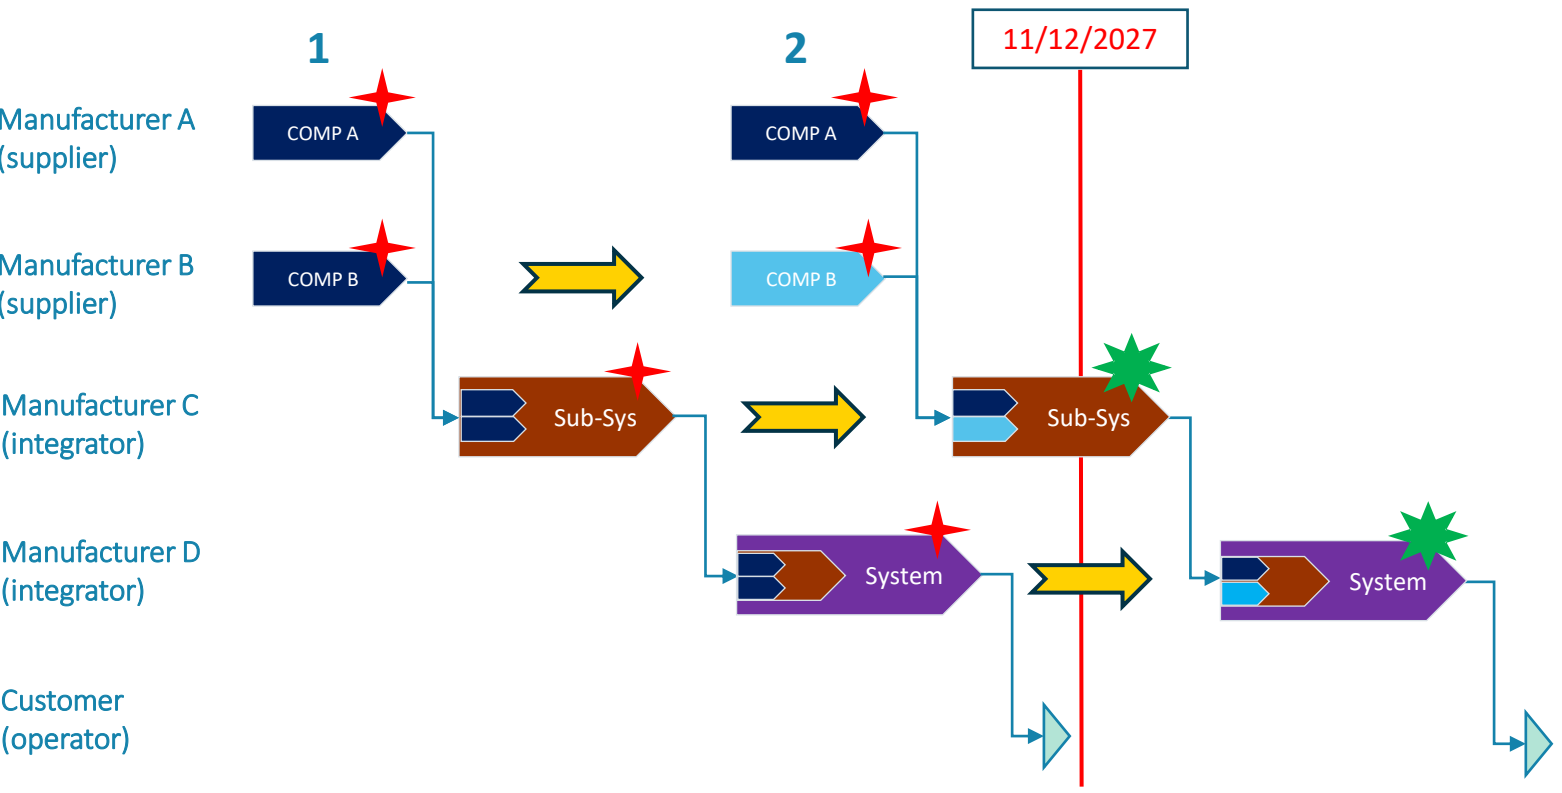 1
2
11/12/2027
Manufacturer A
(supplier)
COMP A
COMP A
Manufacturer B
(supplier)
COMP B
COMP B
Manufacturer C
(integrator)
Sub-Sys
Sub-Sys
Manufacturer D
(integrator)
System
System
Customer
(operator)